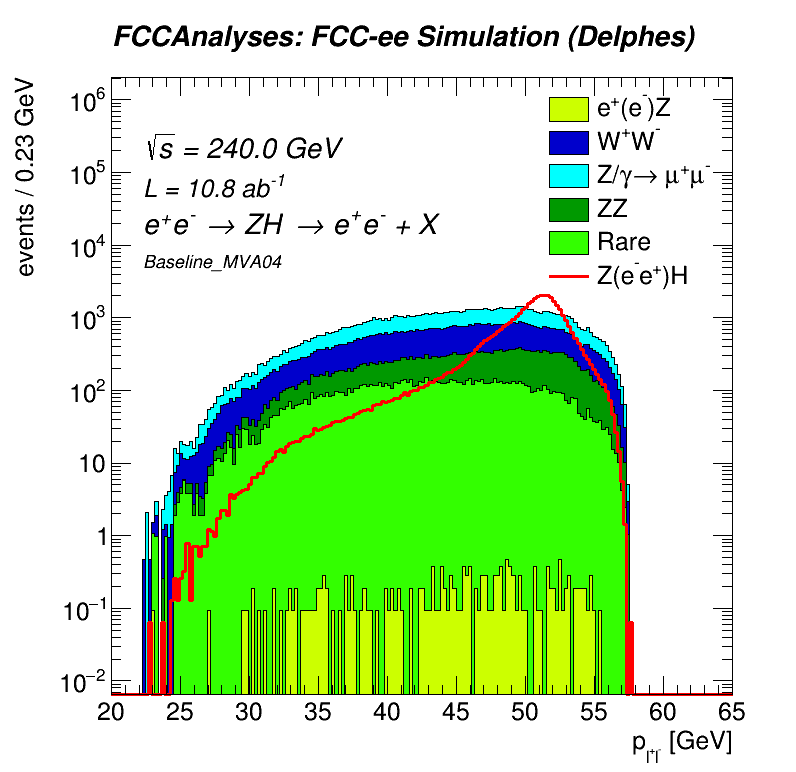 FCCAnalyses: FCC-ee Simulation (Delphes)
events / 0.23 GeV
10⁶
10⁵
10⁴
10³
10²
10
1
10⁻¹
10⁻²
√s = 240.0 GeV
L = 10.8 ab⁻¹
e⁺e⁻ → ZH → e⁺e⁻ + X
Baseline_MVA04
e⁺(e⁻)Z
W⁺W⁻
Z/γ→ μ⁺μ⁻
ZZ
Rare
Z(e⁻e⁺)H
20 25 30 35 40 45 50 55 60 65
p_l⁺l⁻ [GeV]